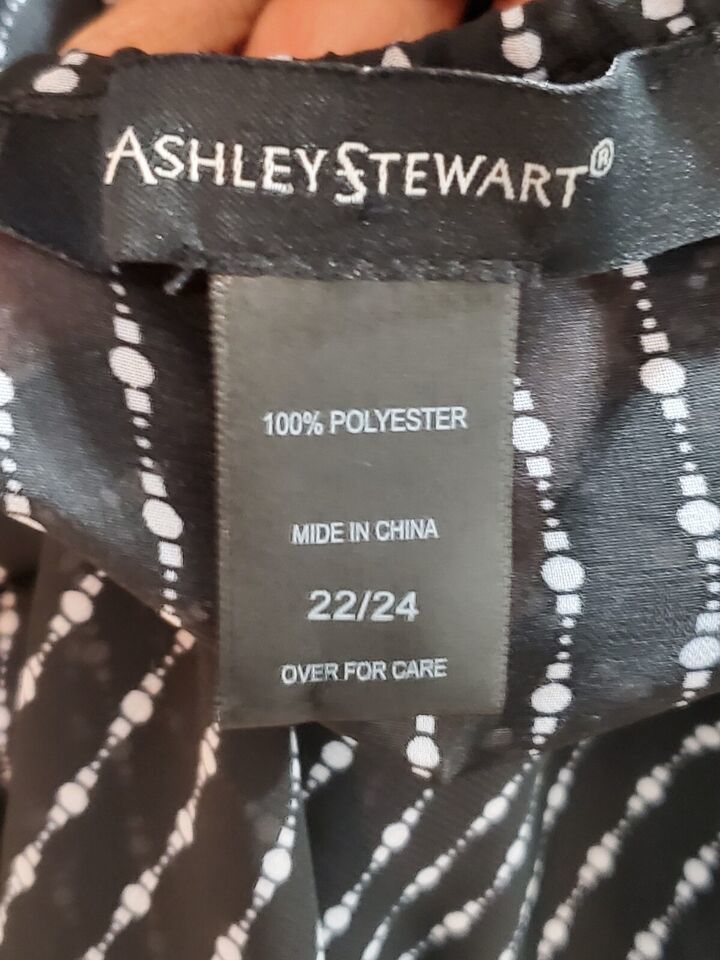 ASHLEY STEWART®
100% POLYESTER
MIDE IN CHINA
22/24
OVER FOR CARE